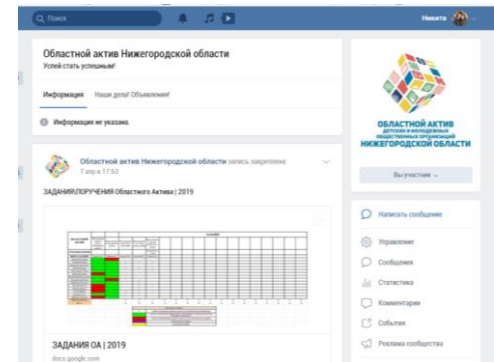 Поиск
Никита
Областной актив Нижегородской области
Успей стать успешным!
Информация Наши дела! Объявления!
Информация не указана.
Областной актив Нижегородской области запись закреплена
7 апр в 17:53
ЗАДАНИЯ\ПОРУЧЕНИЯ Областного Актива | 2019
ЗАДАНИЯ ОА | 2019
docs.google.com
ОБЛАСТНОЙ АКТИВ
ДЕТСКИХ И МОЛОДЕЖНЫХ
ОБЩЕСТВЕННЫХ ОРГАНИЗАЦИЙ
НИЖЕГОРОДСКОЙ ОБЛАСТИ
Вы участник
Написать сообщение
Управление
Сообщения
Статистика
Комментарии
События
Реклама сообщества